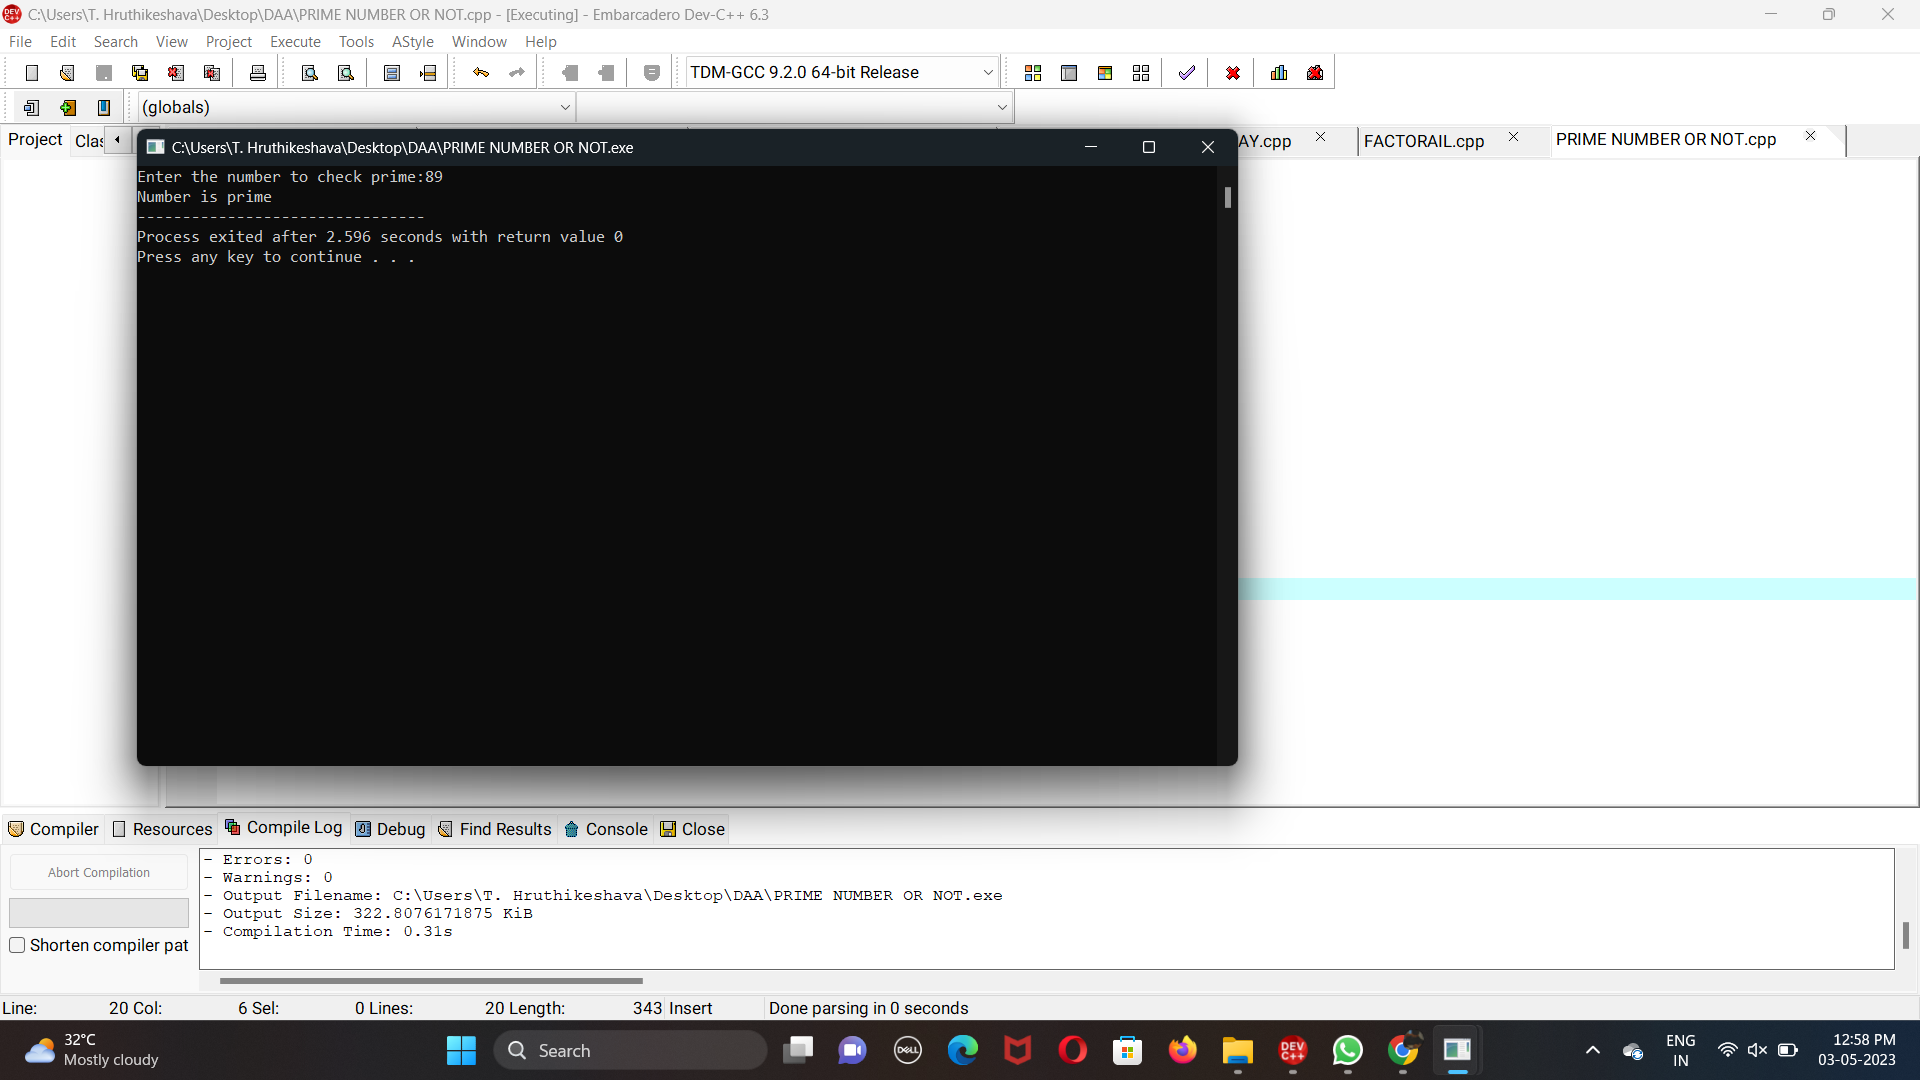 C:\Users\T. Hruthikeshava\Desktop\DAA\PRIME NUMBER OR NOT.cpp - [Executing] - Embarcadero Dev-C++ 6.3
File Edit Search View Project Execute Tools AStyle Window Help
TDM-GCC 9.2.0 64-bit Release
(globals)
Project Clas AY.cpp FACTORAIL.cpp PRIME NUMBER OR NOT.cpp
C:\Users\T. Hruthikeshava\Desktop\DAA\PRIME NUMBER OR NOT.exe
Enter the number to check prime:89
Number is prime
--------------------------------
Process exited after 2.596 seconds with return value 0
Press any key to continue . . .
Compiler Resources Compile Log Debug Find Results Console Close
Abort Compilation
Shorten compiler pat
- Errors: 0
- Warnings: 0
- Output Filename: C:\Users\T. Hruthikeshava\Desktop\DAA\PRIME NUMBER OR NOT.exe
- Output Size: 322.8076171875 KiB
- Compilation Time: 0.31s
Line: 20 Col: 6 Sel: 0 Lines: 20 Length: 343 Insert Done parsing in 0 seconds
32°C
Mostly cloudy
Search
DELL
DEV C++
ENG
IN
12:58 PM
03-05-2023